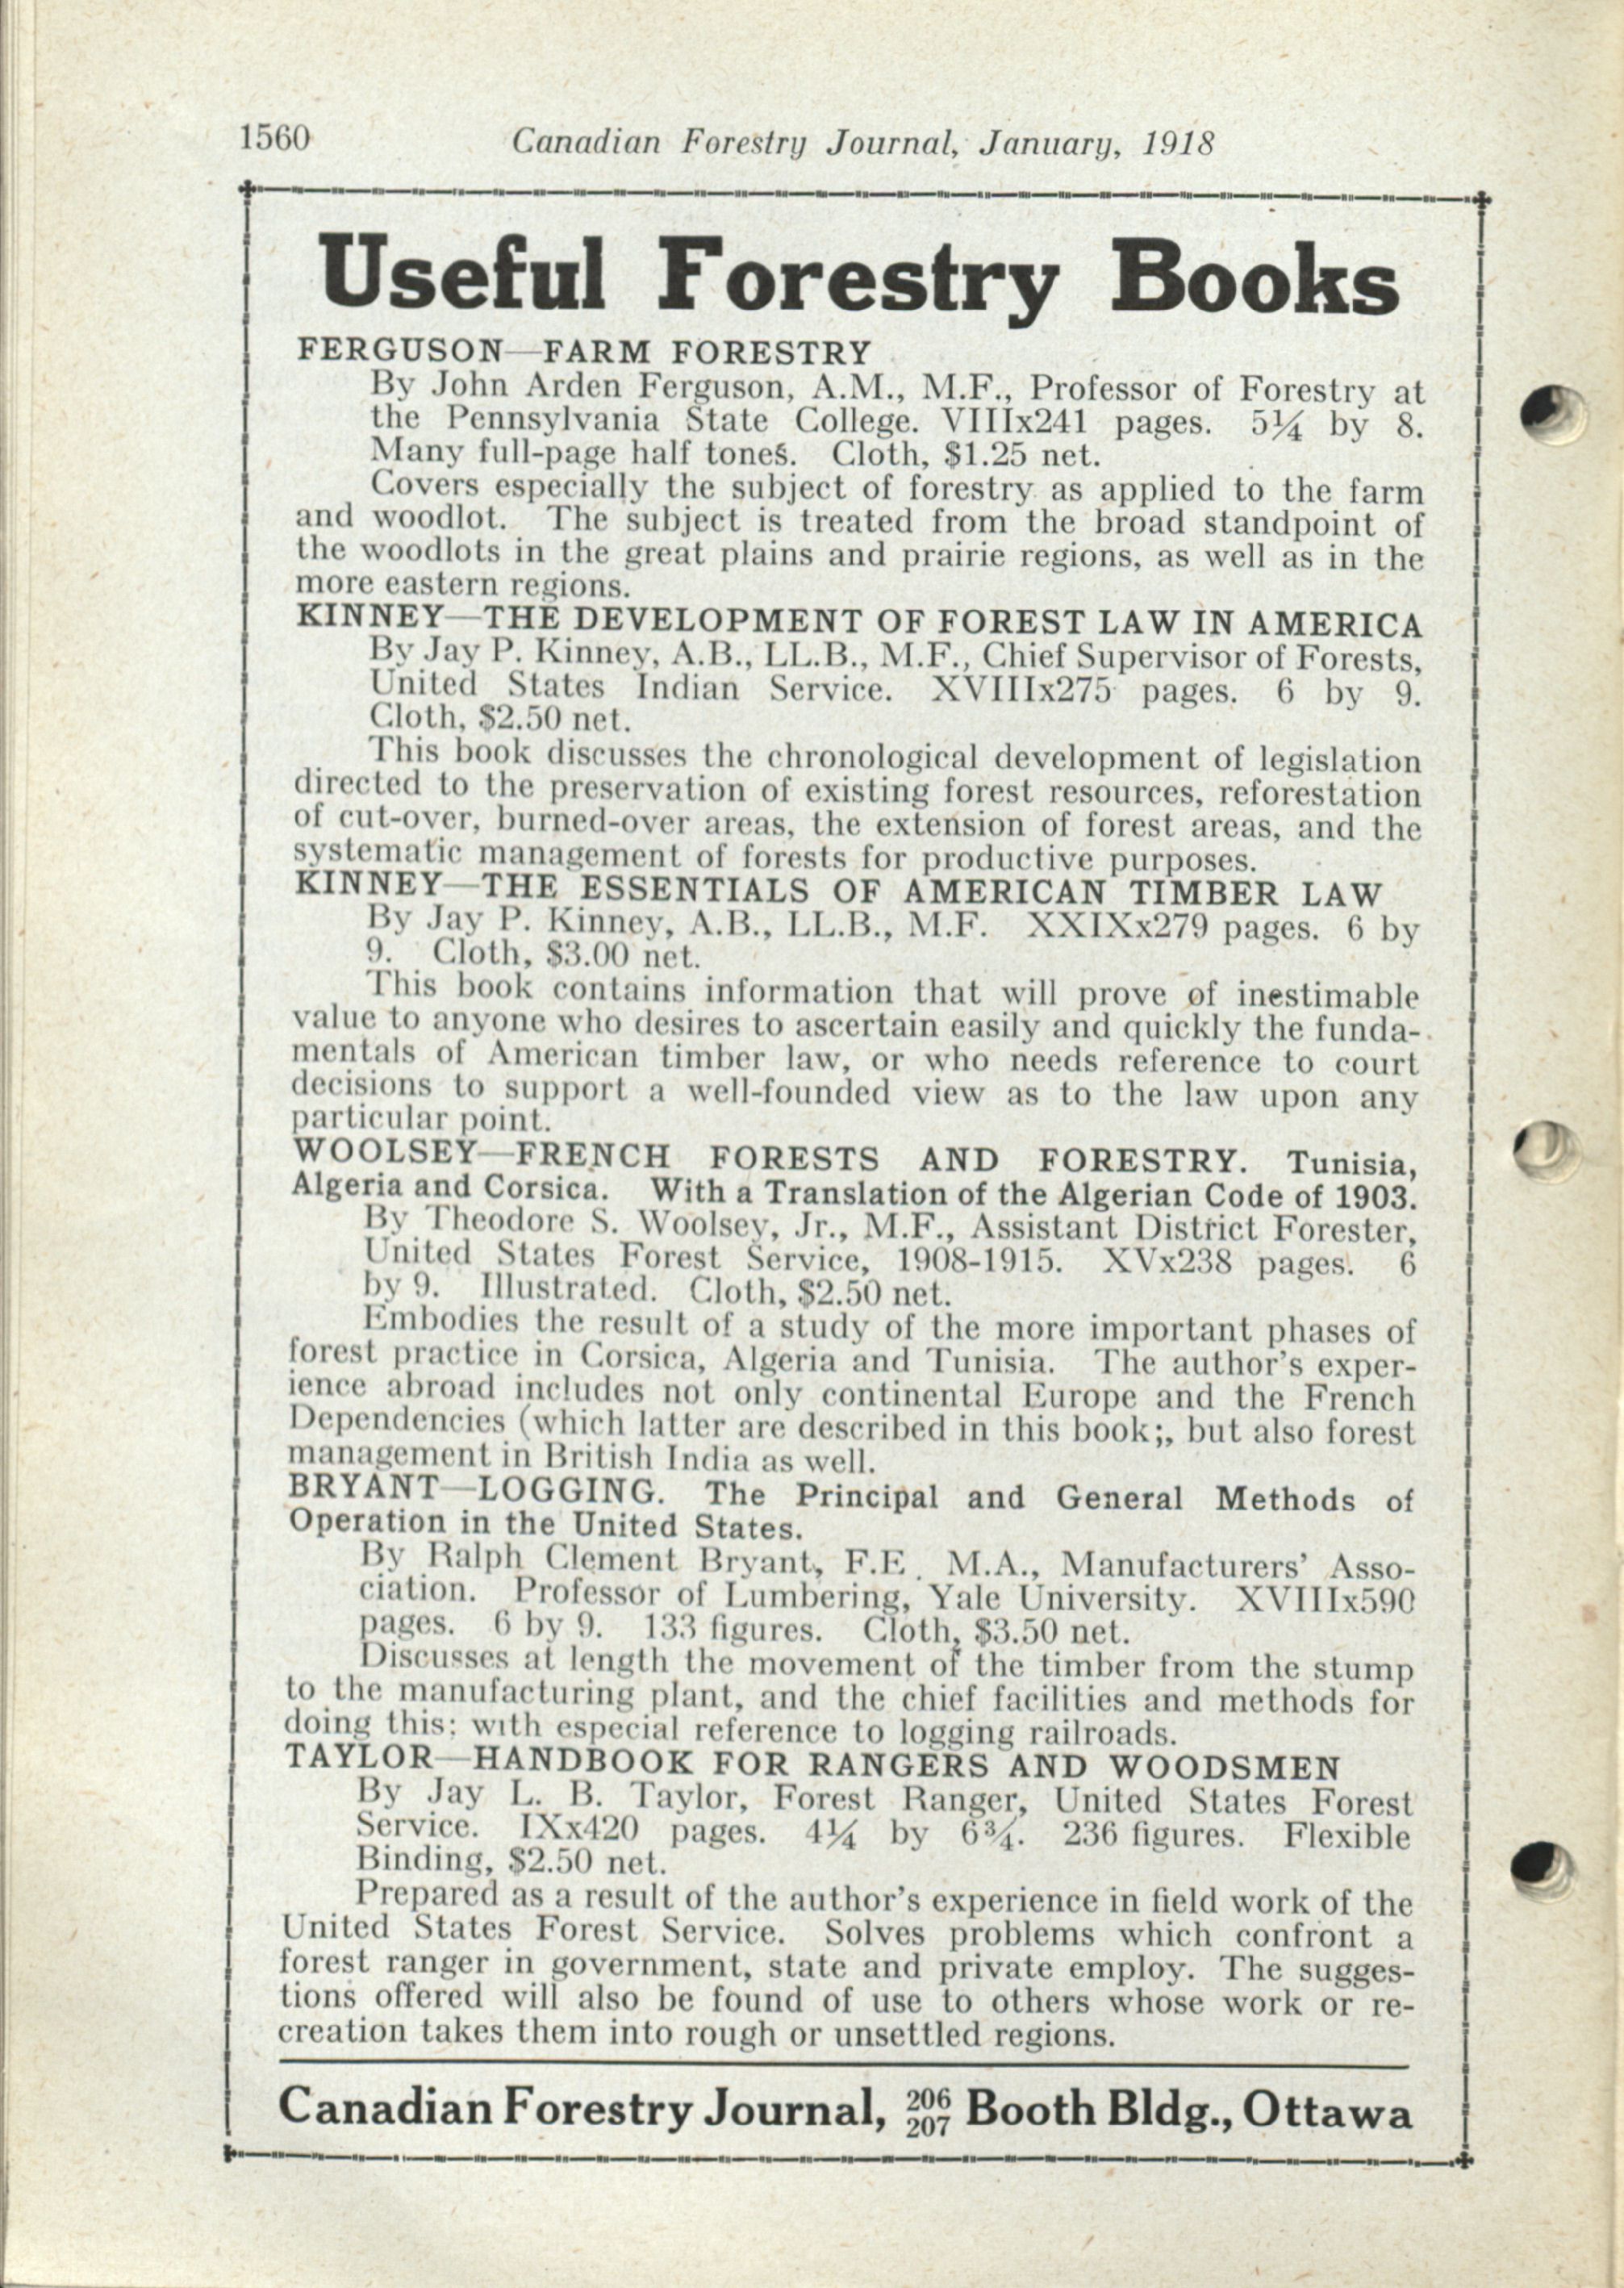 1560
Canadian Forestry Journal, January, 1918
Useful Forestry Books
FERGUSON—FARM FORESTRY
By John Arden Ferguson, A.M., M.F., Professor of Forestry at
the Pennsylvania State College. VIIIx241 pages. 5¼ by 8.
Many full-page half tones. Cloth, $1.25 net.
Covers especially the subject of forestry as applied to the farm
and woodlot. The subject is treated from the broad standpoint of
the woodlots in the great plains and prairie regions, as well as in the
more eastern regions.
KINNEY—THE DEVELOPMENT OF FOREST LAW IN AMERICA
By Jay P. Kinney, A.B., LL.B., M.F., Chief Supervisor of Forests,
United States Indian Service. XVIIIx275 pages. 6 by 9.
Cloth, $2.50 net.
This book discusses the chronological development of legislation
directed to the preservation of existing forest resources, reforestation
of cut-over, burned-over areas, the extension of forest areas, and the
systematic management of forests for productive purposes.
KINNEY—THE ESSENTIALS OF AMERICAN TIMBER LAW
By Jay P. Kinney, A.B., LL.B., M.F. XXIXx279 pages. 6 by
9. Cloth, $3.00 net.
This book contains information that will prove of inestimable
value to anyone who desires to ascertain easily and quickly the funda-
mentals of American timber law, or who needs reference to court
decisions to support a well-founded view as to the law upon any
particular point.
WOOLSEY—FRENCH FORESTS AND FORESTRY. Tunisia,
Algeria and Corsica. With a Translation of the Algerian Code of 1903.
By Theodore S. Woolsey, Jr., M.F., Assistant District Forester,
United States Forest Service, 1908-1915. XVx238 pages. 6
by 9. Illustrated. Cloth, $2.50 net.
Embodies the result of a study of the more important phases of
forest practice in Corsica, Algeria and Tunisia. The author's exper-
ience abroad includes not only continental Europe and the French
Dependencies (which latter are described in this book;, but also forest
management in British India as well.
BRYANT—LOGGING. The Principal and General Methods of
Operation in the United States.
By Ralph Clement Bryant, F.E. M.A., Manufacturers' Asso-
ciation. Professor of Lumbering, Yale University. XVIIIx590
pages. 6 by 9. 133 figures. Cloth, $3.50 net.
Discusses at length the movement of the timber from the stump
to the manufacturing plant, and the chief facilities and methods for
doing this; with especial reference to logging railroads.
TAYLOR—HANDBOOK FOR RANGERS AND WOODSMEN
By Jay L. B. Taylor, Forest Ranger, United States Forest
Service. IXx420 pages. 4¼ by 6¾. 236 figures. Flexible
Binding, $2.50 net.
Prepared as a result of the author's experience in field work of the
United States Forest Service. Solves problems which confront a
forest ranger in government, state and private employ. The sugges-
tions offered will also be found of use to others whose work or re-
creation takes them into rough or unsettled regions.
Canadian Forestry Journal, 206 207 Booth Bldg., Ottawa